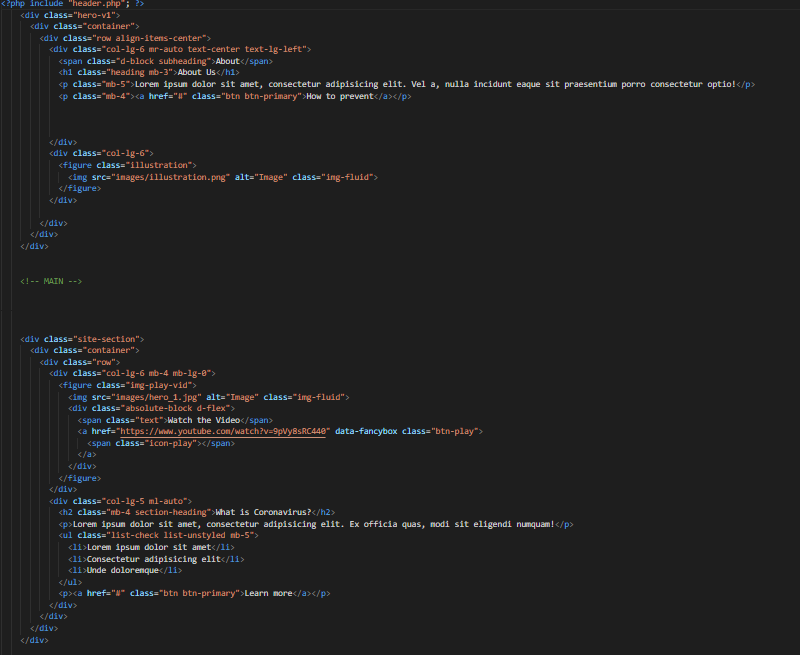 <?php include "header.php"; ?>
<div class="hero-v1">
<div class="container">
<div class="row align-items-center">
<div class="col-lg-6 mr-auto text-center text-lg-left">
<span class="d-block subheading">About</span>
<h1 class="heading mb-3">About Us</h1>
<p class="mb-5">Lorem ipsum dolor sit amet, consectetur adipisicing elit. Vel a, nulla incidunt eaque sit praesentium porro consectetur optio!</p>
<p class="mb-4"><a href="#" class="btn btn-primary">How to prevent</a></p>
</div>
<div class="col-lg-6">
<figure class="illustration">
<img src="images/illustration.png" alt="Image" class="img-fluid">
</figure>
</div>
</div>
</div>
</div>
<!-- MAIN -->
<div class="site-section">
<div class="container">
<div class="row">
<div class="col-lg-6 mb-4 mb-lg-0">
<figure class="img-play-vid">
<img src="images/hero_1.jpg" alt="Image" class="img-fluid">
<div class="absolute-block d-flex">
<span class="text">Watch the Video</span>
<a href="https://www.youtube.com/watch?v=9pVy8sRC440" data-fancybox class="btn-play">
<span class="icon-play"></span>
</a>
</div>
</figure>
</div>
<div class="col-lg-5 ml-auto">
<h2 class="mb-4 section-heading">What is Coronavirus?</h2>
<p>Lorem ipsum dolor sit amet, consectetur adipisicing elit. Ex officia quas, modi sit eligendi numquam!</p>
<ul class="list-check list-unstyled mb-5">
<li>Lorem ipsum dolor sit amet</li>
<li>Consectetur adipisicing elit</li>
<li>Unde doloremque</li>
</ul>
<p><a href="#" class="btn btn-primary">Learn more</a></p>
</div>
</div>
</div>
</div>